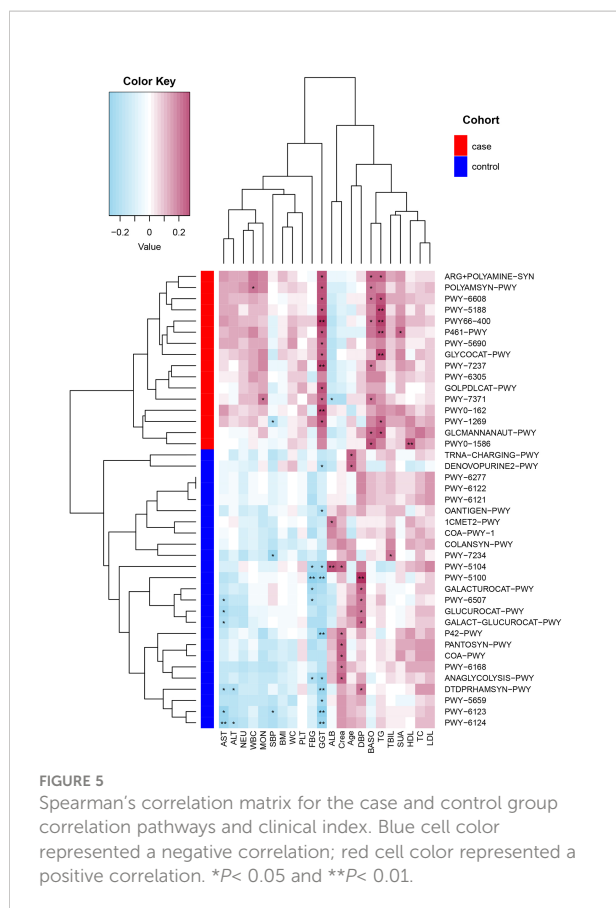 Color Key
−0.2 0 0.2
Value
Cohort
case
control
ARG+POLYAMINE−SYN
POLYAMSYN−PWY
PWY−6608
PWY−5188
PWY66−400
P461−PWY
PWY−5690
GLYCOCAT−PWY
PWY−7237
PWY−6305
GOLPDLCAT−PWY
PWY−7371
PWY0−162
PWY−1269
GLCMANNANAUT−PWY
PWY0−1586
TRNA−CHARGING−PWY
DENOVOPURINE2−PWY
PWY−6277
PWY−6122
PWY−6121
OANTIGEN−PWY
1CMET2−PWY
COA−PWY−1
COLANSYN−PWY
PWY−7234
PWY−5104
PWY−5100
GALACTUROCAT−PWY
PWY−6507
GLUCUROCAT−PWY
GALACT−GLUCUROCAT−PWY
P42−PWY
PANTOSYN−PWY
COA−PWY
PWY−6168
ANAGLYCOLYSIS−PWY
DTDPRHAMSYN−PWY
PWY−5659
PWY−6123
PWY−6124
AST
ALT
NEU
WBC
MON
SBP
BMI
WC
PLT
FBG
GGT
ALB
Crea
Age
DBP
BASO
TG
TBIL
SUA
HDL
TC
LDL
FIGURE 5
Spearman's correlation matrix for the case and control group
correlation pathways and clinical index. Blue cell color
represented a negative correlation; red cell color represented a
positive correlation. *P< 0.05 and **P< 0.01.